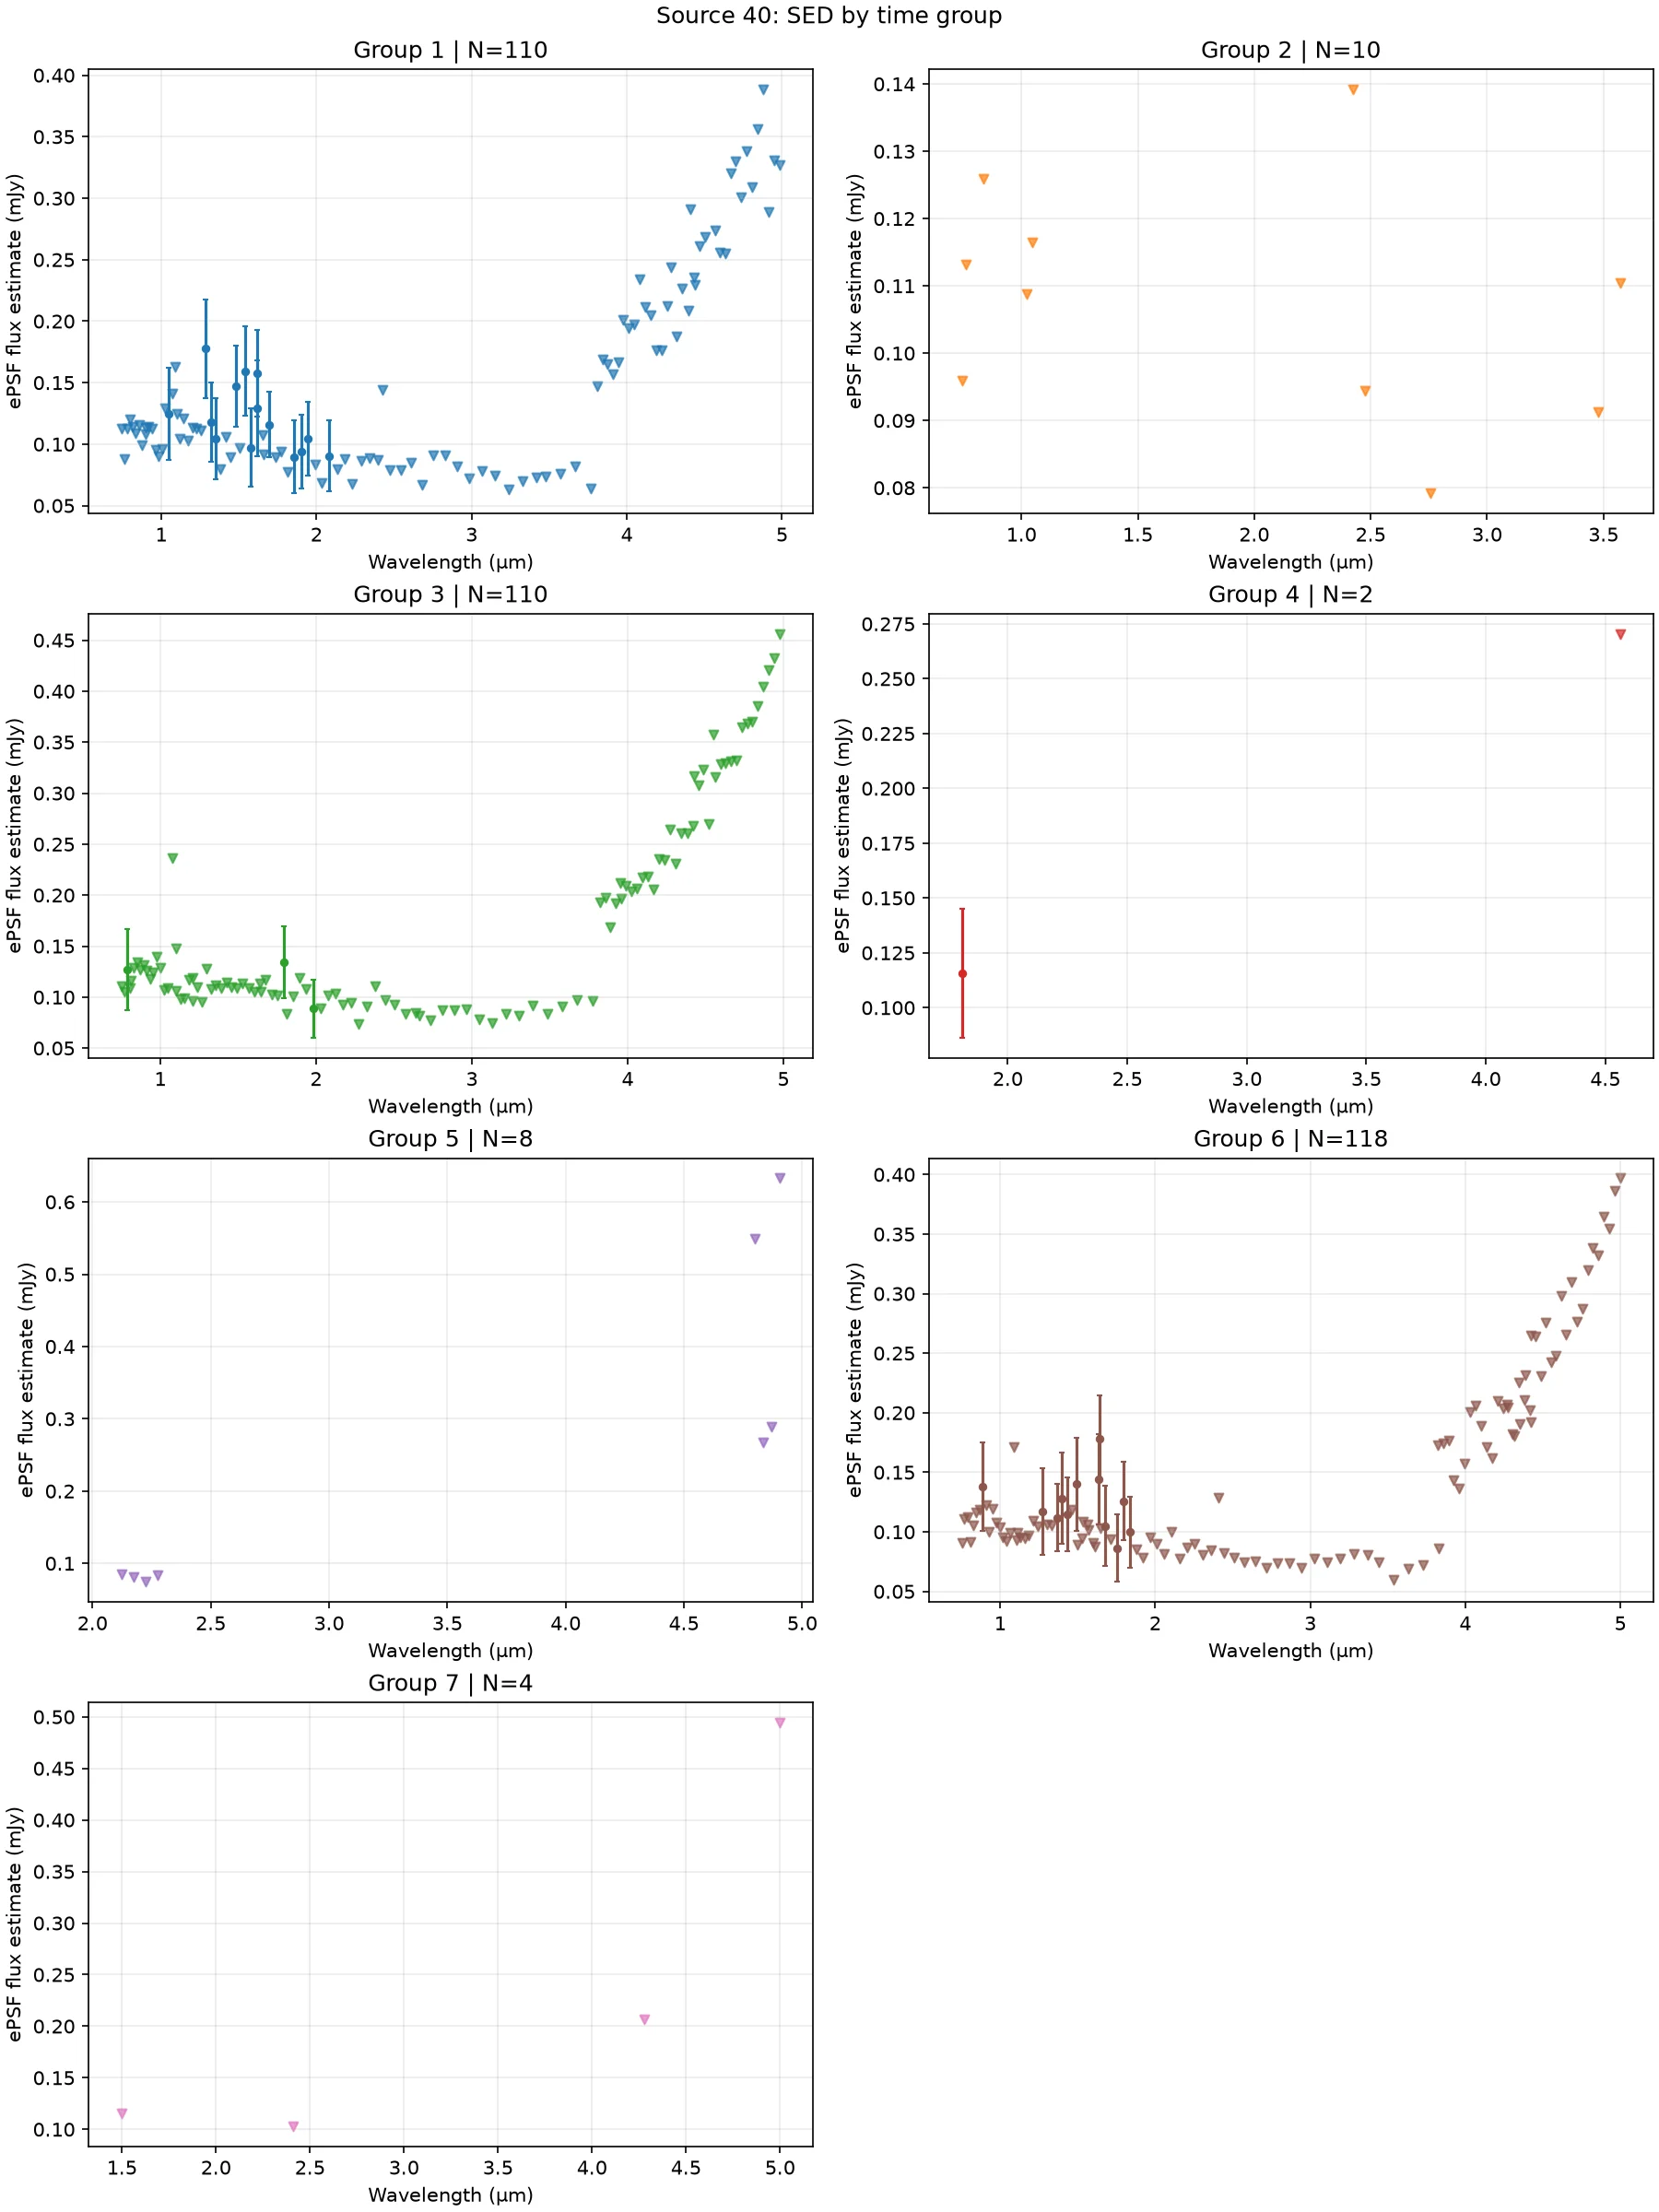 Source 40: SED by time group
Group 1 | N=110
0.40
0.35
0.30
0.25
0.20
0.15
0.10
0.05
ePSF flux estimate (mJy)
1 2 3 4 5
Wavelength (μm)
Group 2 | N=10
0.14
0.13
0.12
0.11
0.10
0.09
0.08
ePSF flux estimate (mJy)
1.0 1.5 2.0 2.5 3.0 3.5
Wavelength (μm)
Group 3 | N=110
0.45
0.40
0.35
0.30
0.25
0.20
0.15
0.10
0.05
ePSF flux estimate (mJy)
1 2 3 4 5
Wavelength (μm)
Group 4 | N=2
0.275
0.250
0.225
0.200
0.175
0.150
0.125
0.100
ePSF flux estimate (mJy)
2.0 2.5 3.0 3.5 4.0 4.5
Wavelength (μm)
Group 5 | N=8
0.6
0.5
0.4
0.3
0.2
0.1
ePSF flux estimate (mJy)
2.0 2.5 3.0 3.5 4.0 4.5 5.0
Wavelength (μm)
Group 6 | N=118
0.40
0.35
0.30
0.25
0.20
0.15
0.10
0.05
ePSF flux estimate (mJy)
1 2 3 4 5
Wavelength (μm)
Group 7 | N=4
0.50
0.45
0.40
0.35
0.30
0.25
0.20
0.15
0.10
ePSF flux estimate (mJy)
1.5 2.0 2.5 3.0 3.5 4.0 4.5 5.0
Wavelength (μm)